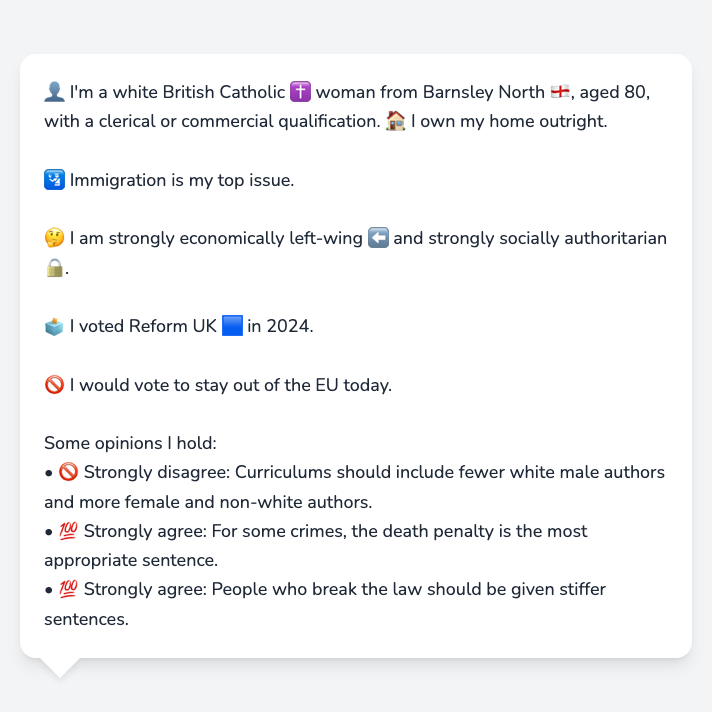 👤 I'm a white British Catholic ✝️ woman from Barnsley North 🏴󠁧󠁢󠁥󠁮󠁧󠁿, aged 80,
with a clerical or commercial qualification. 🏠 I own my home outright.
🛂 Immigration is my top issue.
🤔 I am strongly economically left-wing ⬅️ and strongly socially authoritarian
🔒.
🗳️ I voted Reform UK 🟦 in 2024.
🚫 I would vote to stay out of the EU today.
Some opinions I hold:
• 🚫 Strongly disagree: Curriculums should include fewer white male authors
and more female and non-white authors.
• 💯 Strongly agree: For some crimes, the death penalty is the most
appropriate sentence.
• 💯 Strongly agree: People who break the law should be given stiffer
sentences.